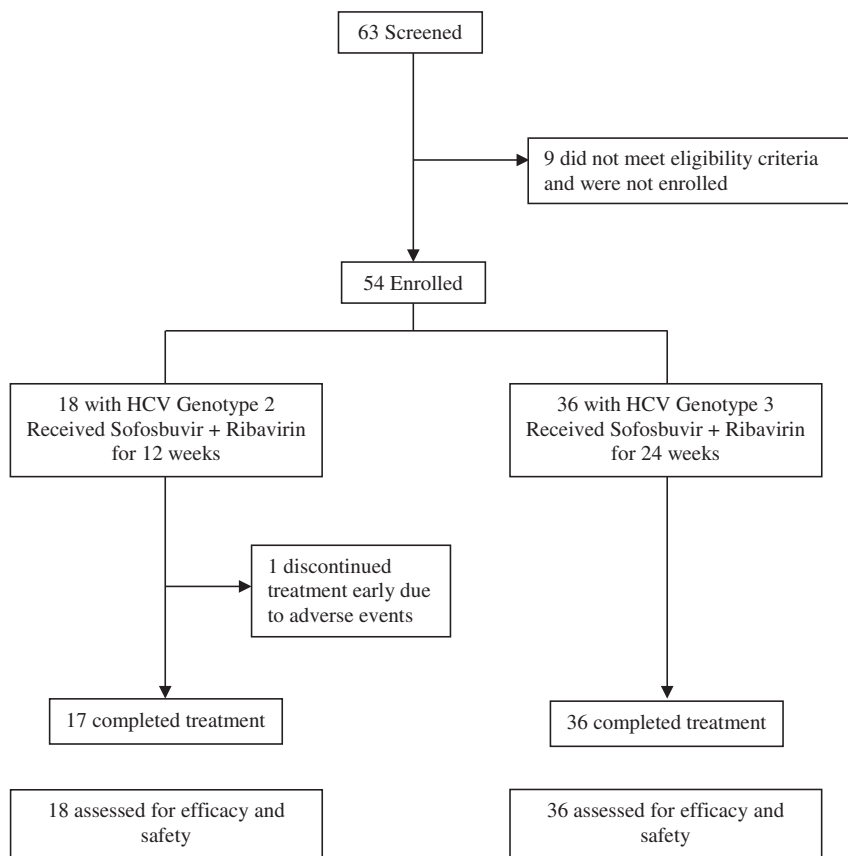 63 Screened
9 did not meet eligibility criteria
and were not enrolled
54 Enrolled
18 with HCV Genotype 2
Received Sofosbuvir + Ribavirin
for 12 weeks
36 with HCV Genotype 3
Received Sofosbuvir + Ribavirin
for 24 weeks
1 discontinued
treatment early due
to adverse events
17 completed treatment
36 completed treatment
18 assessed for efficacy and
safety
36 assessed for efficacy and
safety